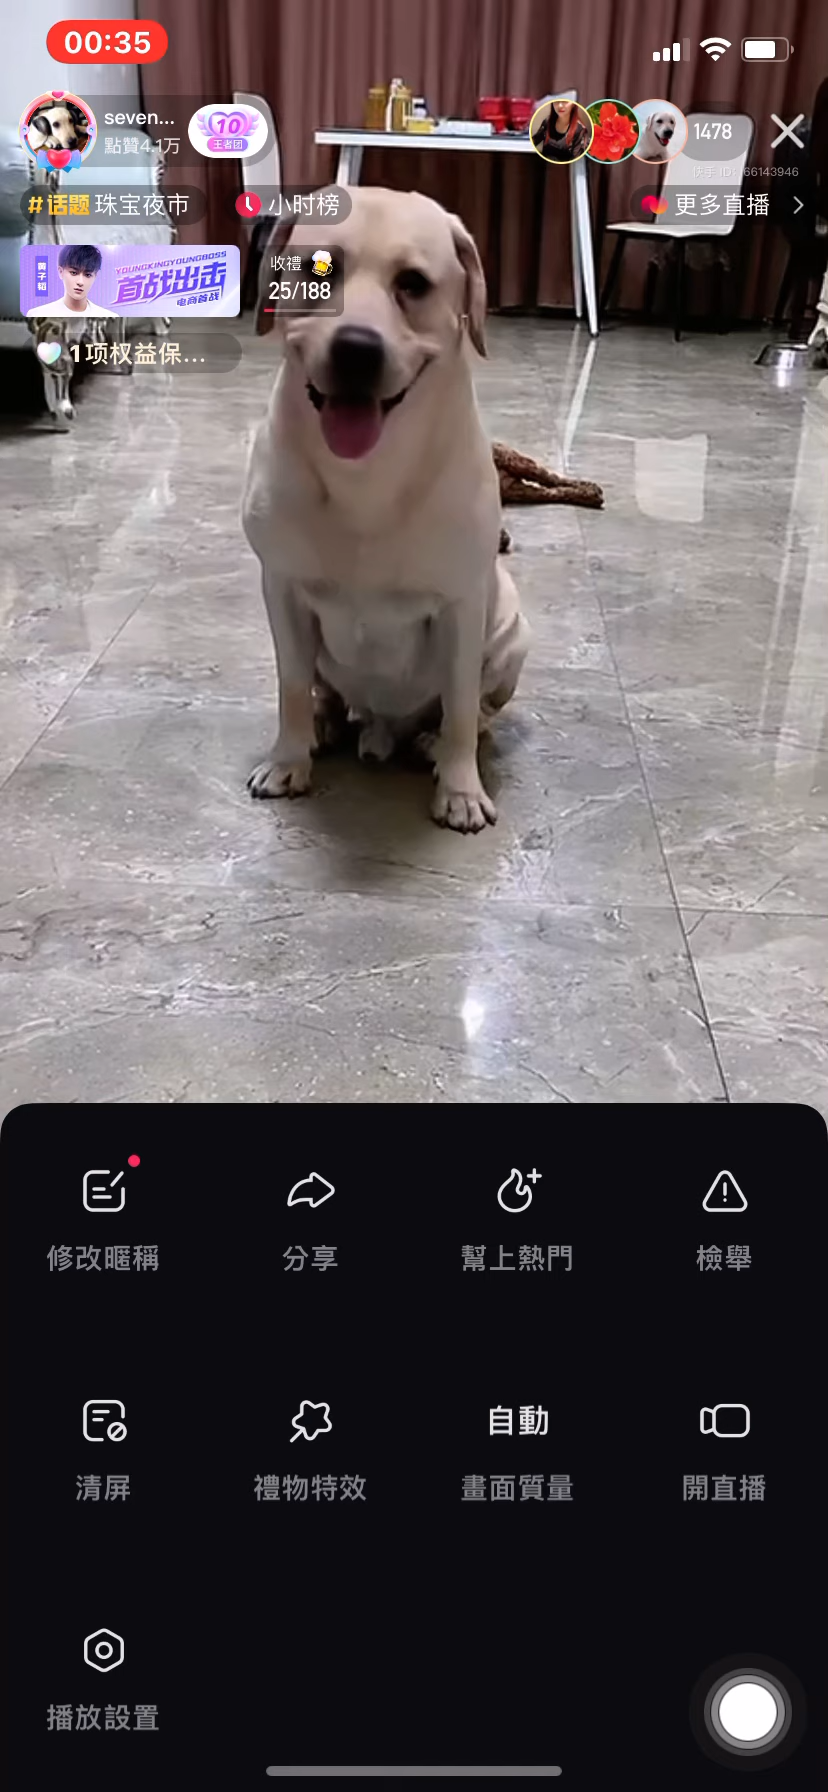 00:35
seven...
點贊4.1万
10
王者团
1478
快手 ID: 66143946
#话题 珠宝夜市
小时榜
更多直播
黄子韬
YOUNGKINGYOUNGBOSS
首战出击
电商首战
收禮
25/188
1项权益保...
修改暱稱
分享
幫上熱門
檢舉
清屏
禮物特效
自動
畫面質量
開直播
播放設置